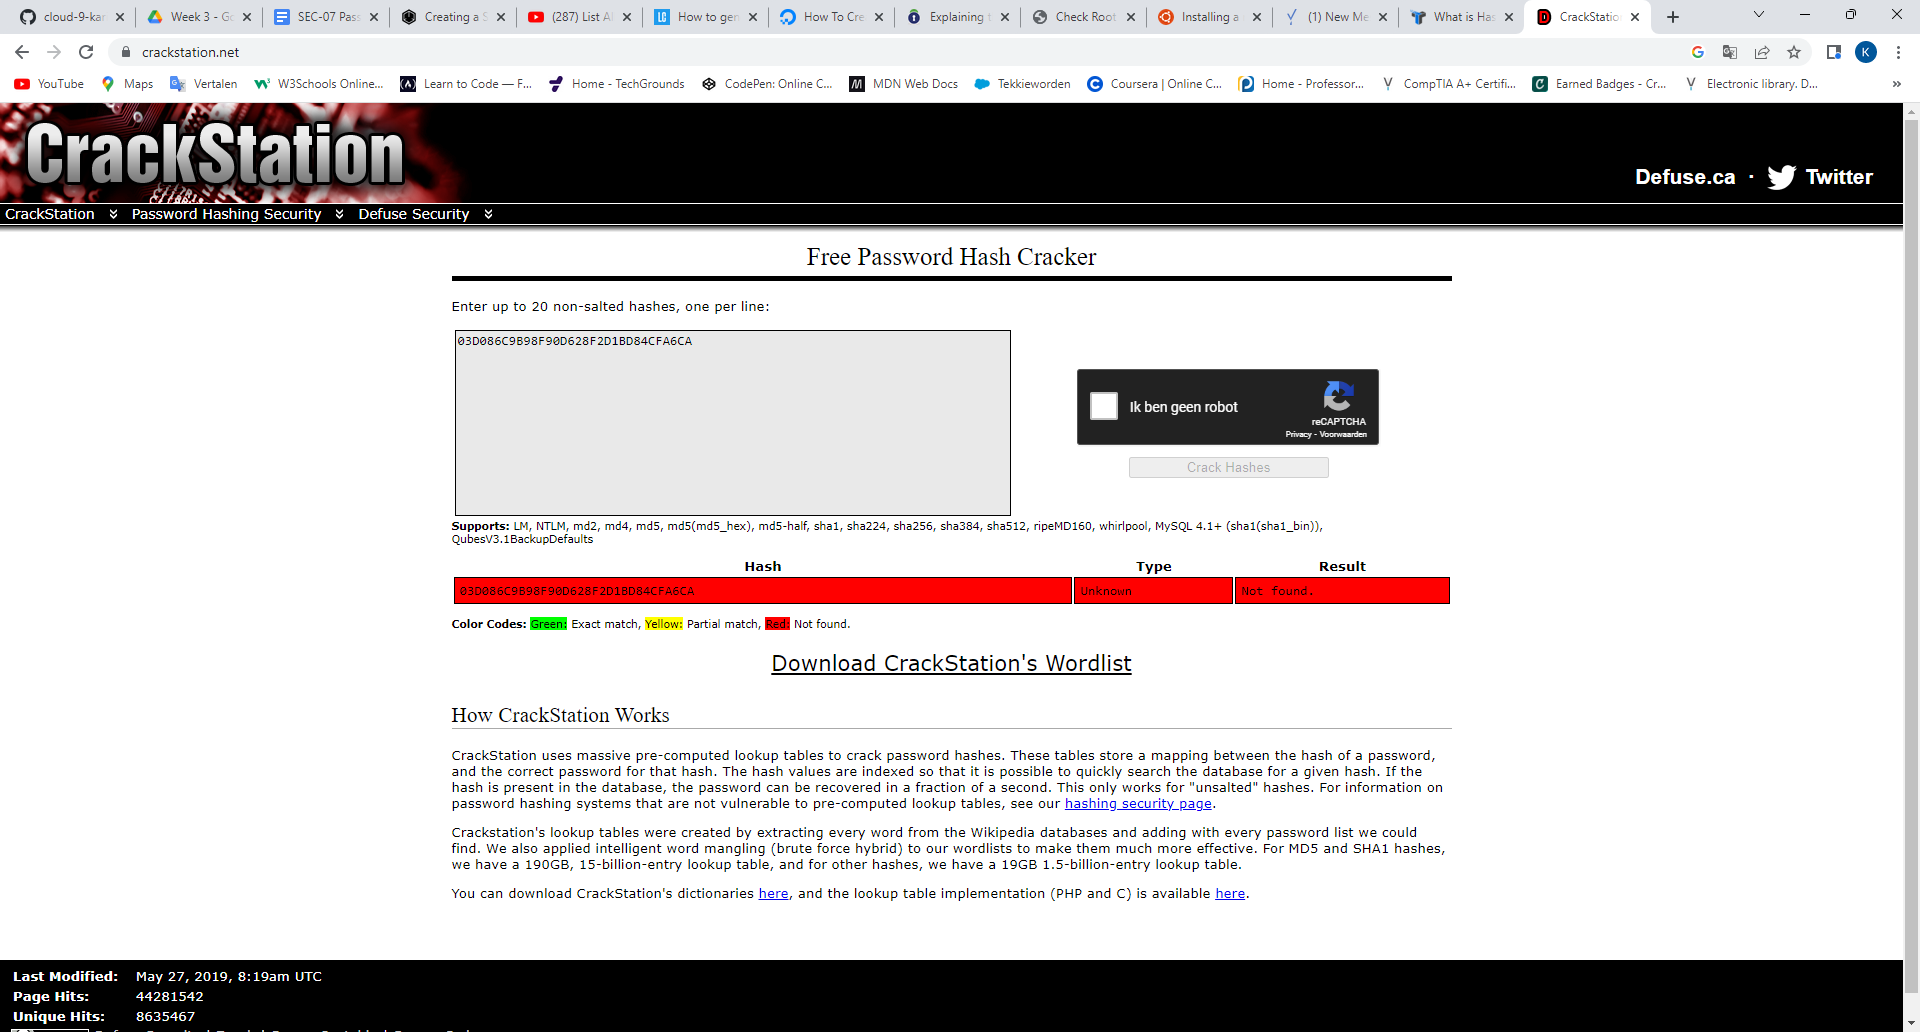 cloud-9-kar
Week 3 - Go
SEC-07 Pass
Creating a S
(287) List Al
How to gen
How To Cre
Explaining t
Check Root
Installing a
(1) New Me
What is Has
CrackStatio
crackstation.net
K
YouTube
Maps
Vertalen
W3Schools Online...
Learn to Code — F...
Home - TechGrounds
CodePen: Online C...
MDN Web Docs
Tekkieworden
Coursera | Online C...
Home - Professor...
CompTIA A+ Certifi...
Earned Badges - Cr...
Electronic library. D...
CrackStation
Defuse.ca · Twitter
CrackStation Password Hashing Security Defuse Security
Free Password Hash Cracker
Enter up to 20 non-salted hashes, one per line:
03D086C9B98F90D628F2D1BD84CFA6CA
Ik ben geen robot
reCAPTCHA
Privacy - Voorwaarden
Crack Hashes
Supports: LM, NTLM, md2, md4, md5, md5(md5_hex), md5-half, sha1, sha224, sha256, sha384, sha512, ripeMD160, whirlpool, MySQL 4.1+ (sha1(sha1_bin)),
QubesV3.1BackupDefaults
Hash Type Result
03D086C9B98F90D628F2D1BD84CFA6CA Unknown Not found.
Color Codes: Green: Exact match, Yellow: Partial match, Red: Not found.
Download CrackStation's Wordlist
How CrackStation Works
CrackStation uses massive pre-computed lookup tables to crack password hashes. These tables store a mapping between the hash of a password,
and the correct password for that hash. The hash values are indexed so that it is possible to quickly search the database for a given hash. If the
hash is present in the database, the password can be recovered in a fraction of a second. This only works for "unsalted" hashes. For information on
password hashing systems that are not vulnerable to pre-computed lookup tables, see our hashing security page.
Crackstation's lookup tables were created by extracting every word from the Wikipedia databases and adding with every password list we could
find. We also applied intelligent word mangling (brute force hybrid) to our wordlists to make them much more effective. For MD5 and SHA1 hashes,
we have a 190GB, 15-billion-entry lookup table, and for other hashes, we have a 19GB 1.5-billion-entry lookup table.
You can download CrackStation's dictionaries here, and the lookup table implementation (PHP and C) is available here.
Last Modified: May 27, 2019, 8:19am UTC
Page Hits: 44281542
Unique Hits: 8635467